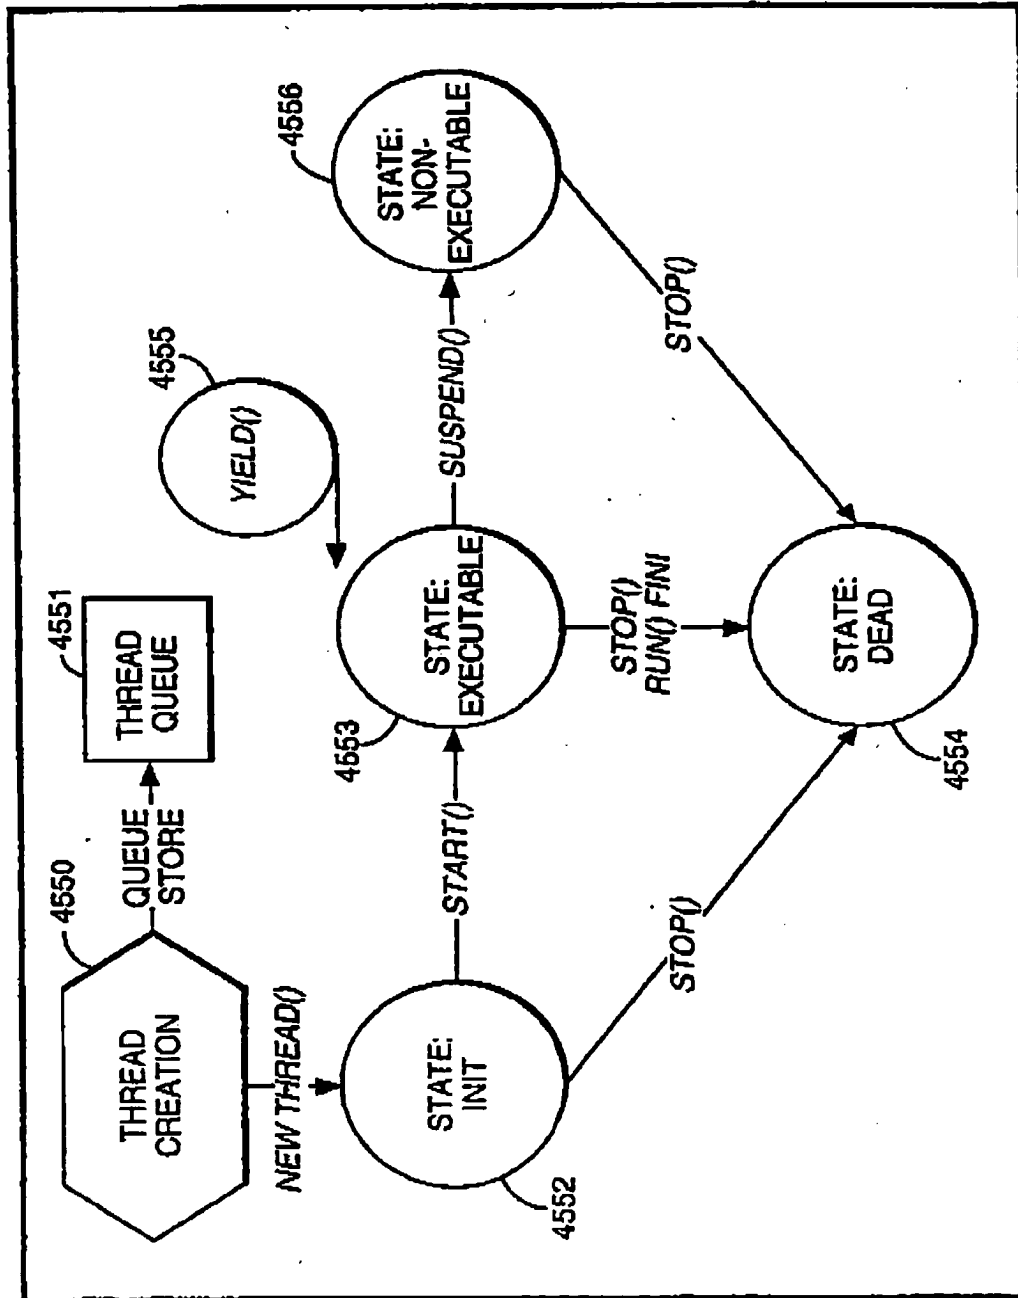 4550
THREAD
CREATION
QUEUE
STORE
4551
THREAD
QUEUE
NEW THREAD()
4555
YIELD()
4556
STATE:
INIT
4552
START()
4553
STATE:
EXECUTABLE
SUSPEND()
STATE:
NON-
EXECUTABLE
STOP()
STOP()
RUN() FINI
STOP()
STATE:
DEAD
4554